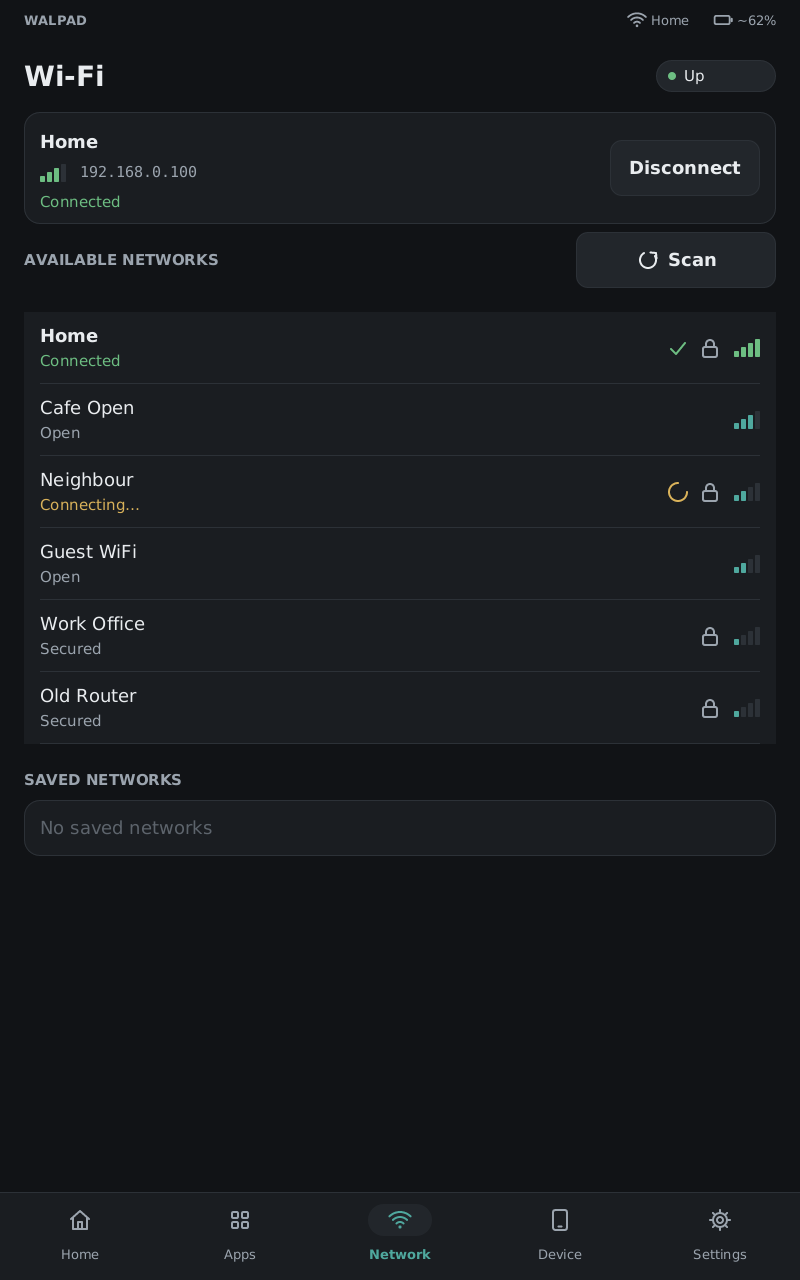 WALPAD
Home
~62%
Wi-Fi
Up
Home
192.168.0.100
Connected
Disconnect
AVAILABLE NETWORKS
Scan
Home
Connected
Cafe Open
Open
Neighbour
Connecting...
Guest WiFi
Open
Work Office
Secured
Old Router
Secured
SAVED NETWORKS
No saved networks
Home
Apps
Network
Device
Settings